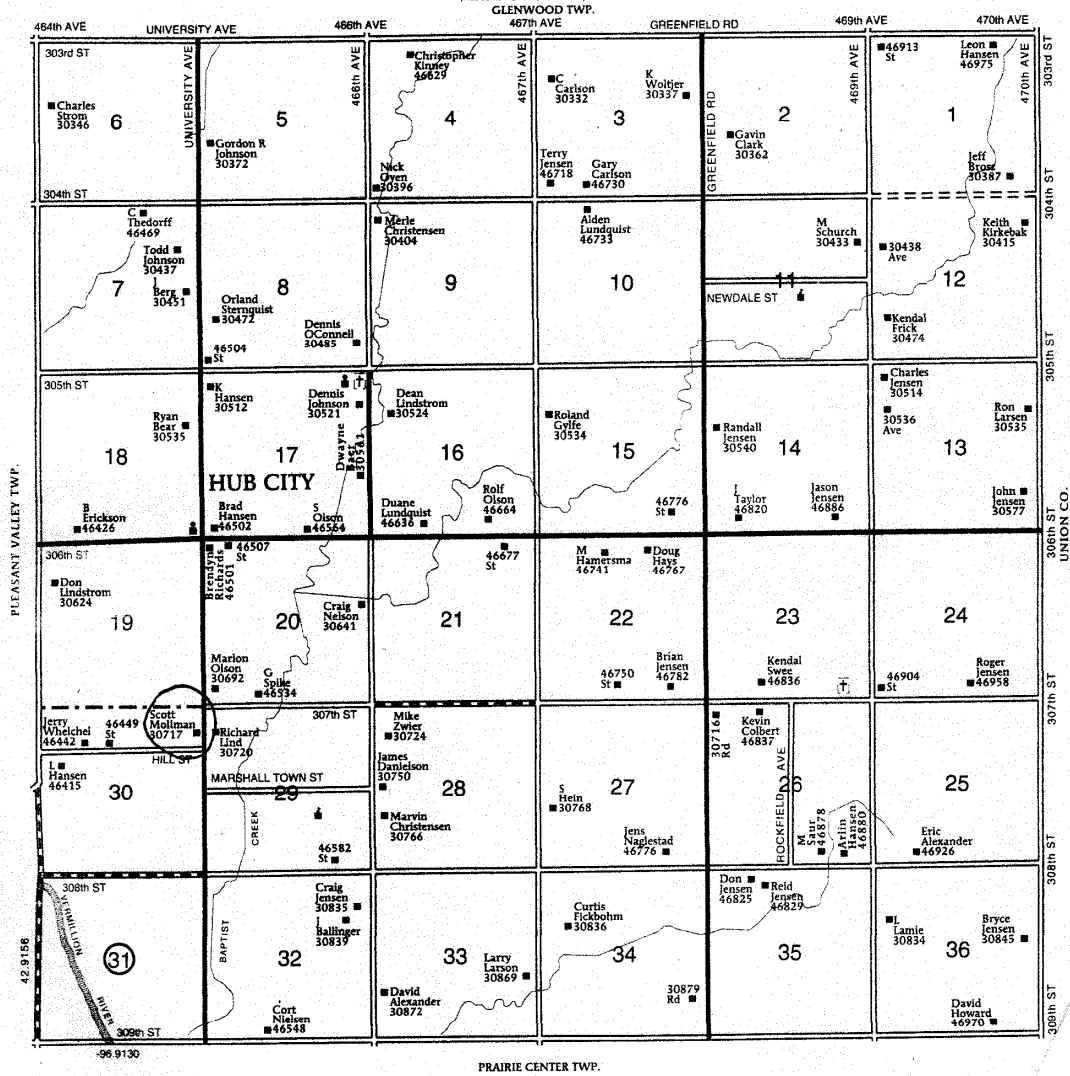 GLENWOOD TWP.
464th AVE
UNIVERSITY AVE
466th AVE
467th AVE
GREENFIELD RD
469th AVE
470th AVE
303rd ST
UNIVERSITY AVE
466th AVE
467th AVE
GREENFIELD RD
469th AVE
470th AVE
303rd ST
Charles
Strom
30346
6
5
Gordon R
Johnson
30372
Christopher
Kinney
46629
4
Nick
Oyen
30396
C
Carlson
30332
K
Woltjer
30337
3
Terry
Jensen
46718
Gary
Carlson
46730
2
Gavin
Clark
30362
46913
St
Leon
Hansen
46975
1
Jeff
Brose
30387
304th ST
304th ST
C
Thedorff
46469
Todd
Johnson
30437
J
Berg
30451
7
8
Orland
Sternquist
30472
Dennis
OConnell
30485
46504
St
Merle
Christensen
30404
9
Alden
Lundquist
46733
10
M
Schurch
30433
11
NEWDALE ST
30438
Ave
Keith
Kirkebak
30415
12
Kendal
Frick
30474
305th ST
305th ST
Ryan
Bear
30535
18
B
Erickson
46426
K
Hansen
30512
Dennis
Johnson
30521
Dwayne
Baer
30561
17
HUB CITY
Brad
Hansen
46502
S
Olson
46564
Dean
Lindstrom
30524
16
Duane
Lundquist
46636
Rolf
Olson
46664
Roland
Gylfe
30534
15
46776
St
Randall
Jensen
30540
14
J
Taylor
46820
Jason
Jensen
46886
Charles
Jensen
30514
30536
Ave
Ron
Larsen
30535
13
John
Jensen
30577
PLEASANT VALLEY TWP.
UNION CO.
306th ST
306th ST
Don
Lindstrom
30624
19
Brendyn
Richards
46501
46507
St
20
Craig
Nelson
30641
Marlon
Olson
30692
G
Spike
46534
46677
St
21
M
Hamersma
46741
Doug
Hays
46767
22
46750
St
Brian
Jensen
46782
23
Kendal
Swee
46836
24
46904
St
Roger
Jensen
46958
307th ST
307th ST
Jerry
Whelchel
46442
46449
St
Scott
Mollman
30717
HILL ST
L
Hansen
46415
30
Richard
Lind
30720
MARSHALL TOWN ST
29
CREEK
46582
St
Mike
Zwier
30724
James
Danielson
30750
28
Marvin
Christensen
30766
27
S
Hein
30768
Jens
Naglestad
46776
30716
Rd
Kevin
Colbert
46837
ROCKFIELD AVE
26
M
Saur
46878
Arlin
Hansen
46880
25
Eric
Alexander
46926
308th ST
308th ST
VERMILLION
RIVER
31
42.9156
309th ST
-96.9130
BAPTIST
Craig
Jensen
30835
J
Ballinger
30839
32
Cort
Nielsen
46548
33
Larry
Larson
30869
David
Alexander
30872
Curtis
Fickbohm
30836
34
30879
Rd
Don
Jensen
46825
Reid
Jensen
46829
35
L
Lamie
30834
Bryce
Jensen
30845
36
David
Howard
46970
309th ST
PRAIRIE CENTER TWP.